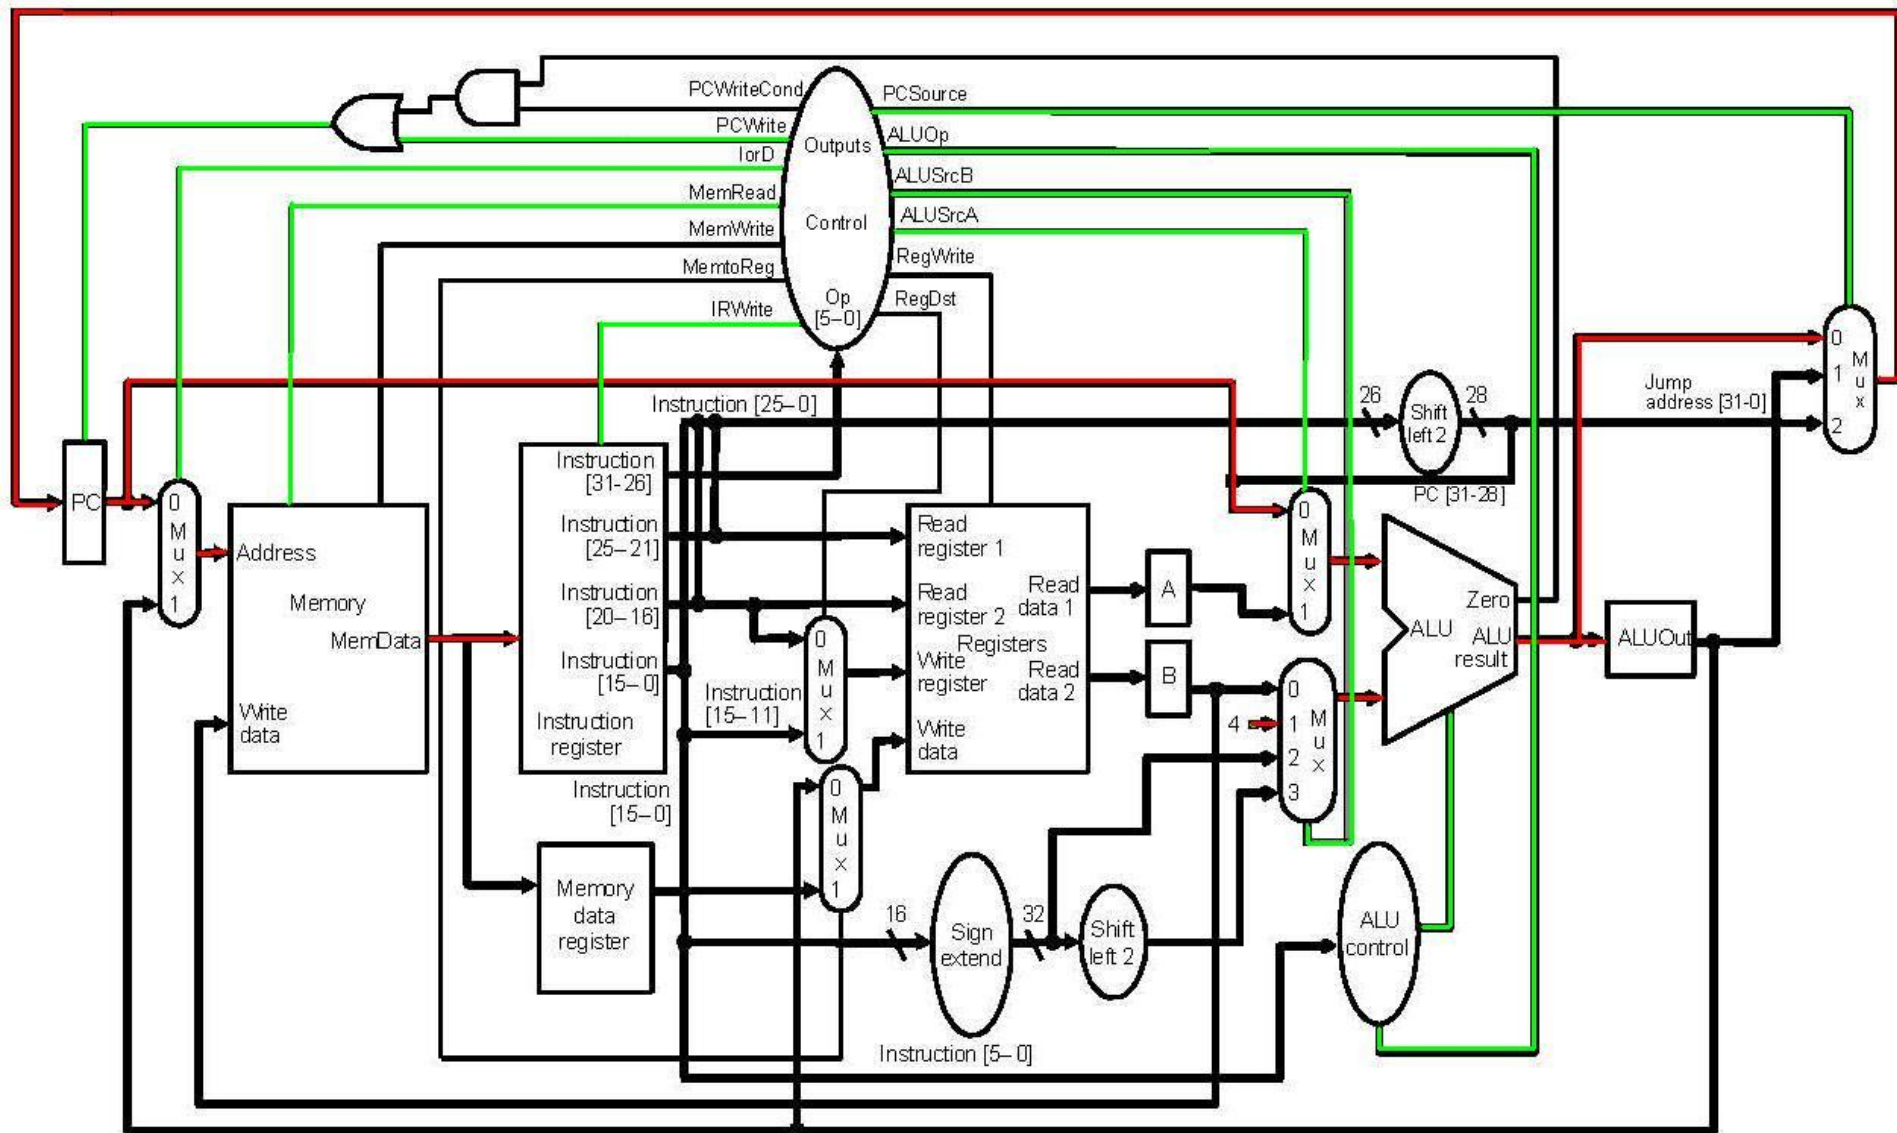 PCWriteCond
PCSource
PCWrite
ALUOp
Outputs
IorD
ALUSrcB
MemRead
ALUSrcA
Control
MemWrite
RegWrite
MemtoReg
Op
[5–0]
RegDst
IRWrite
Instruction [25–0]
26
Shift
left 2
28
Jump
address [31-0]
0
1
2
M
u
x
PC [31-28]
PC
0
M
u
x
1
Address
Memory
MemData
Write
data
Instruction
[31-26]
Instruction
[25–21]
Instruction
[20–16]
Instruction
[15–0]
Instruction
register
Instruction
[15–0]
Instruction
[15–11]
0
M
u
x
1
0
M
u
x
1
Read
register 1
Read
register 2
Registers
Write
register
Write
data
Read
data 1
Read
data 2
A
B
4
0
M
u
x
1
0
1
2
3
M
u
x
Zero
ALU
ALU
result
ALUOut
Memory
data
register
16
Sign
extend
32
Shift
left 2
ALU
control
Instruction [5–0]